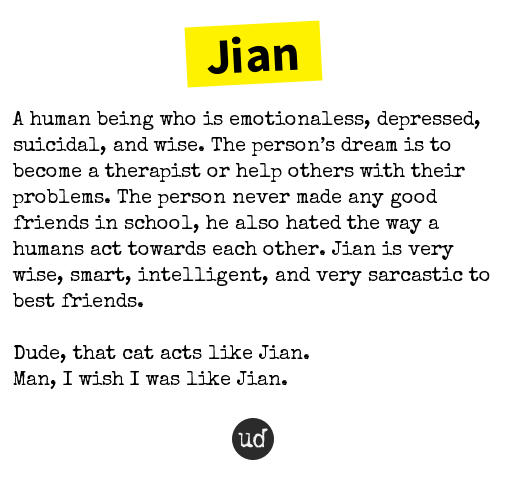 Jian
A human being who is emotionaless, depressed,
suicidal, and wise. The person's dream is to
become a therapist or help others with their
problems. The person never made any good
friends in school, he also hated the way a
humans act towards each other. Jian is very
wise, smart, intelligent, and very sarcastic to
best friends.
Dude, that cat acts like Jian.
Man, I wish I was like Jian.
ud